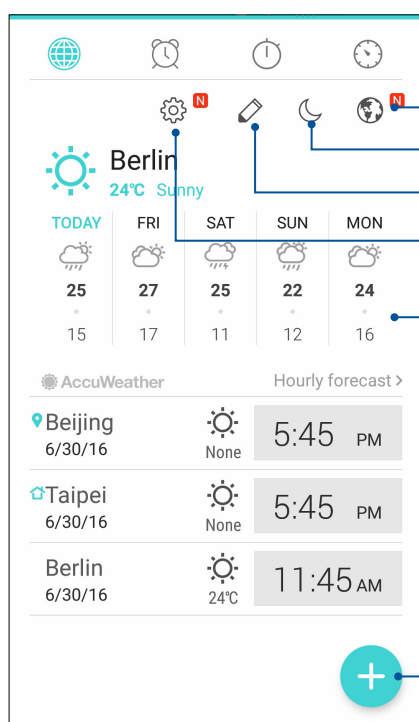 N
N
Berlin
24°C Sunny
TODAY FRI SAT SUN MON
25 27 25 22 24
15 17 11 12 16
AccuWeather Hourly forecast >
Beijing
6/30/16
None
5:45 PM
Taipei
6/30/16
None
5:45 PM
Berlin
6/30/16
24°C
11:45 AM